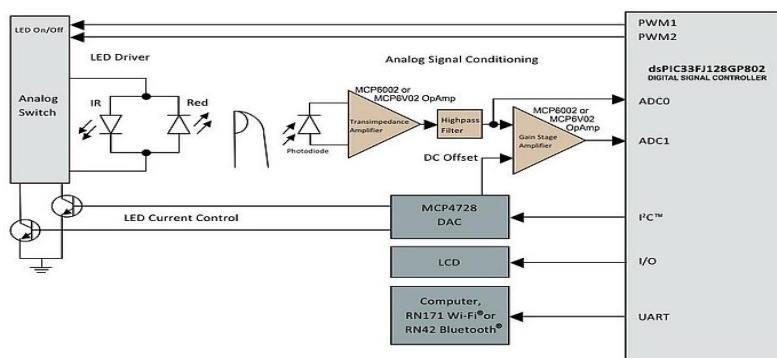 PWM1
PWM2
LED On/Off
LED Driver
Analog Signal Conditioning
dsPIC33FJ128GP802
DIGITAL SIGNAL CONTROLLER
Analog
Switch
IR
Red
MCP6002 or
MCP6V02 OpAmp
Transimpedance
Amplifier
Highpass
Filter
Photodiode
MCP6002 or
MCP6V02
OpAmp
Gain Stage
Amplifier
ADC0
ADC1
DC Offset
LED Current Control
MCP4728
DAC
I²C™
LCD
I/O
Computer,
RN171 Wi-Fi® or
RN42 Bluetooth®
UART